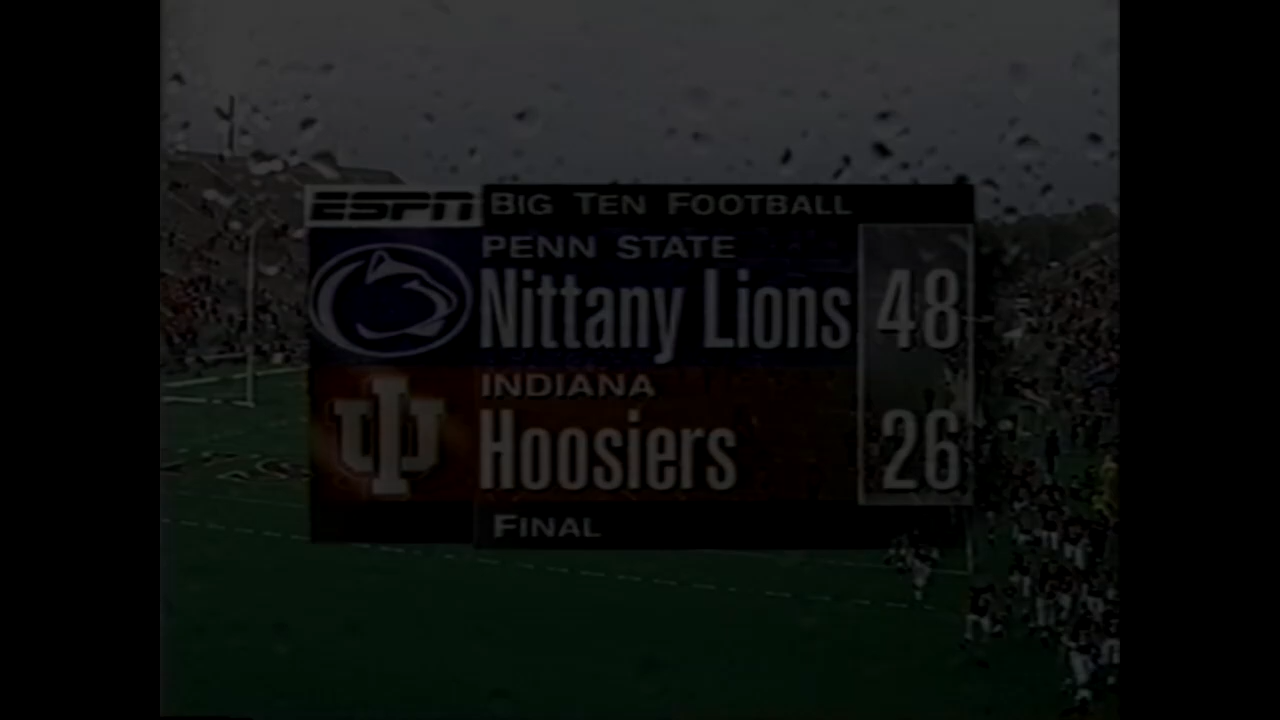 ESPN BIG TEN FOOTBALL
PENN STATE
Nittany Lions 48
INDIANA
Hoosiers 26
FINAL